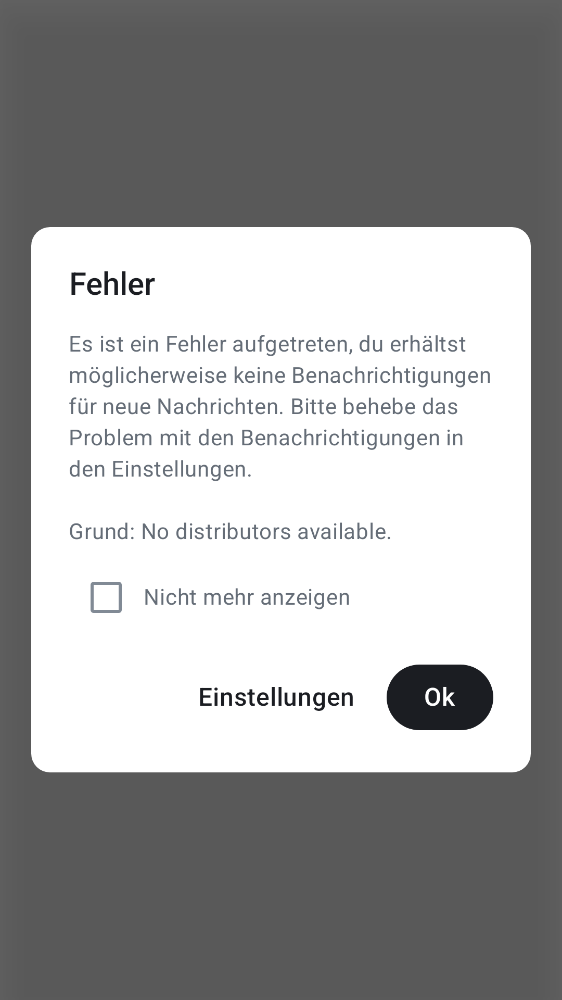 Fehler
Es ist ein Fehler aufgetreten, du erhältst
möglicherweise keine Benachrichtigungen
für neue Nachrichten. Bitte behebe das
Problem mit den Benachrichtigungen in
den Einstellungen.
Grund: No distributors available.
Nicht mehr anzeigen
Einstellungen
Ok